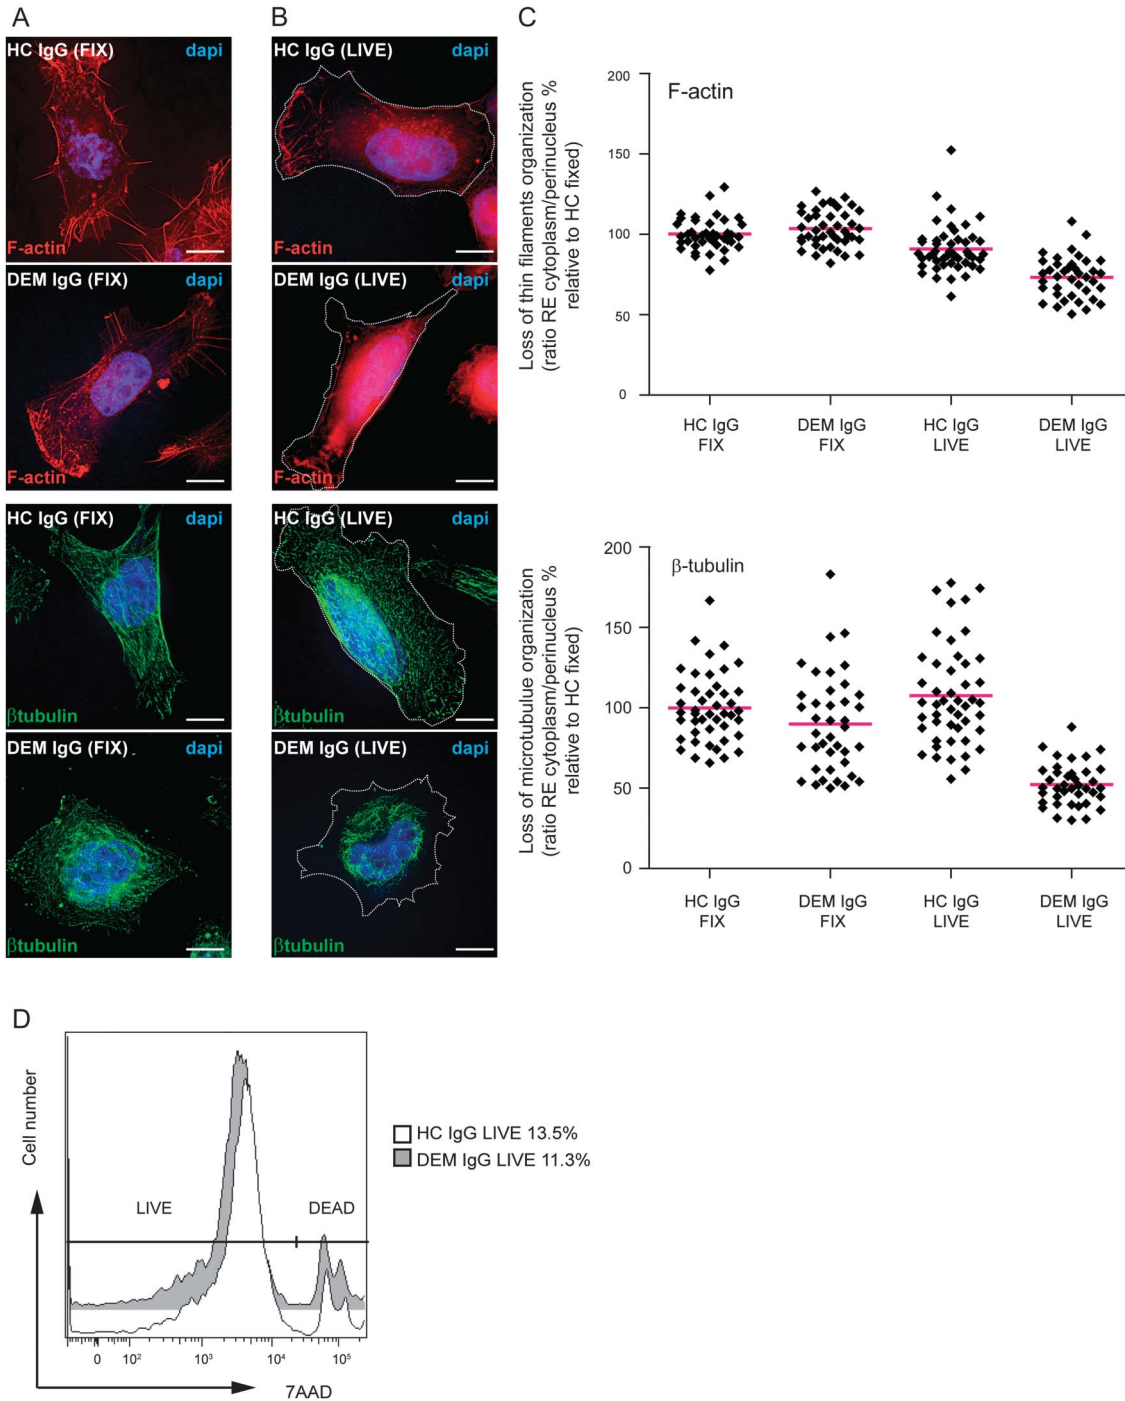 A
B
C
HC IgG (FIX) dapi
F-actin
DEM IgG (FIX) dapi
F-actin
HC IgG (FIX) dapi
βtubulin
DEM IgG (FIX) dapi
βtubulin
HC IgG (LIVE) dapi
F-actin
DEM IgG (LIVE) dapi
F-actin
HC IgG (LIVE) dapi
βtubulin
DEM IgG (LIVE) dapi
βtubulin
Loss of thin filaments organization
(ratio RE cytoplasm/perinucleus %
relative to HC fixed)
F-actin
200
150
100
50
0
HC IgG
FIX
DEM IgG
FIX
HC IgG
LIVE
DEM IgG
LIVE
Loss of microtublue organization
(ratio RE cytoplasm/perinucleus %
relative to HC fixed)
β-tubulin
200
150
100
50
0
HC IgG
FIX
DEM IgG
FIX
HC IgG
LIVE
DEM IgG
LIVE
D
Cell number
LIVE
DEAD
0 10² 10³ 10⁴ 10⁵
7AAD
HC IgG LIVE 13.5%
DEM IgG LIVE 11.3%